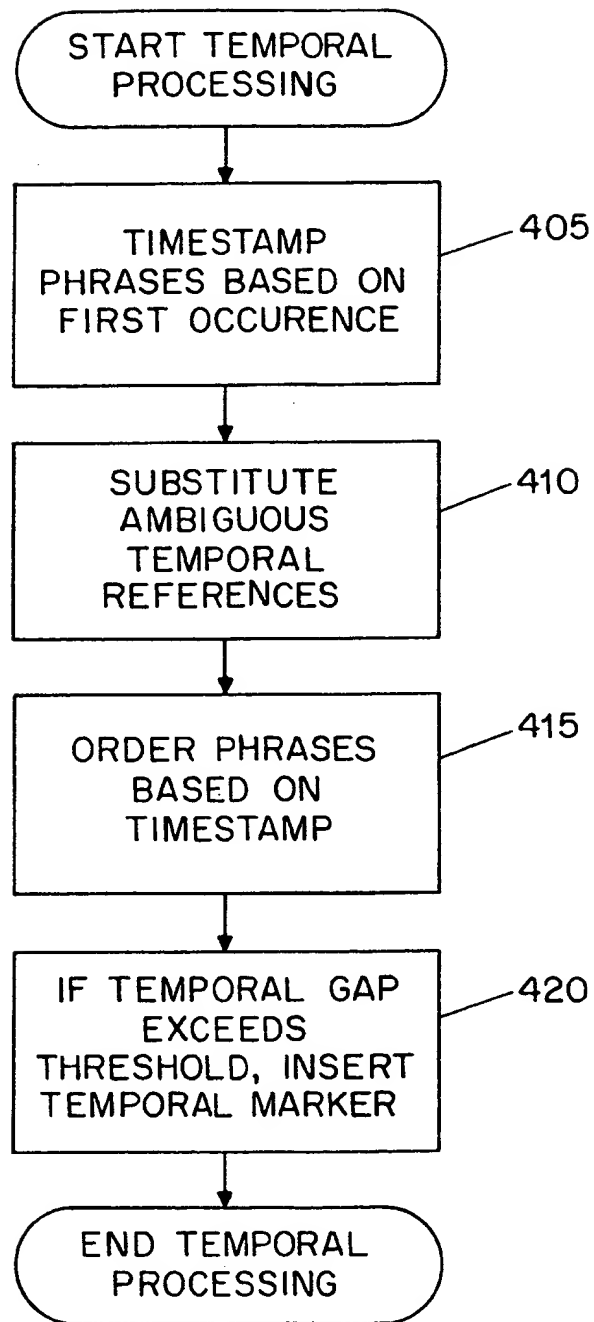 START TEMPORAL
PROCESSING
TIMESTAMP
PHRASES BASED ON
FIRST OCCURENCE
405
SUBSTITUTE
AMBIGUOUS
TEMPORAL
REFERENCES
410
ORDER PHRASES
BASED ON
TIMESTAMP
415
IF TEMPORAL GAP
EXCEEDS
THRESHOLD, INSERT
TEMPORAL MARKER
420
END TEMPORAL
PROCESSING